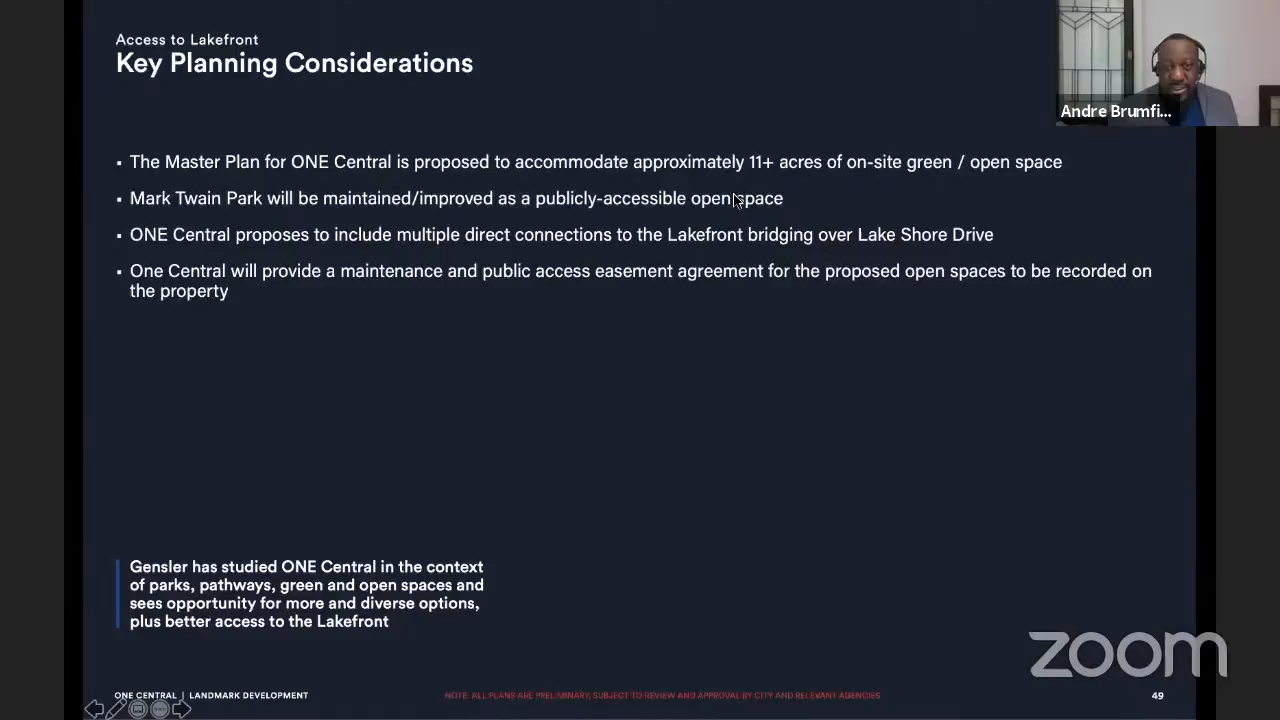 Access to Lakefront
Key Planning Considerations
Andre Brumfi...
▪ The Master Plan for ONE Central is proposed to accommodate approximately 11+ acres of on-site green / open space
▪ Mark Twain Park will be maintained/improved as a publicly-accessible open space
▪ ONE Central proposes to include multiple direct connections to the Lakefront bridging over Lake Shore Drive
▪ One Central will provide a maintenance and public access easement agreement for the proposed open spaces to be recorded on
the property
Gensler has studied ONE Central in the context
of parks, pathways, green and open spaces and
sees opportunity for more and diverse options,
plus better access to the Lakefront
zoom
ONE CENTRAL | LANDMARK DEVELOPMENT
NOTE: ALL PLANS ARE PRELIMINARY, SUBJECT TO REVIEW AND APPROVAL BY CITY AND RELEVANT AGENCIES
49